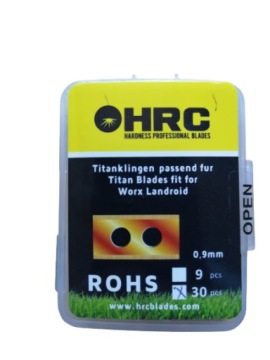 HRC
HARDNESS PROFESSIONAL BLADES
Titanklingen passend fur
Titan Blades fit for
Worx Landroid
OPEN
0,9mm
ROHS
9 pcs
30 pcs
www.hrcblades.com